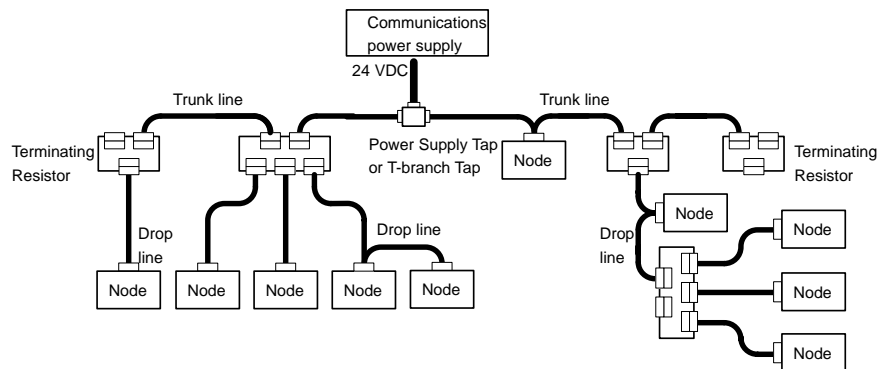 Communications
power supply
24 VDC
Trunk line
Trunk line
Terminating
Resistor
Power Supply Tap
or T-branch Tap
Node
Terminating
Resistor
Drop
line
Drop line
Node
Node
Node
Node
Node
Node
Drop
line
Node
Node
Node